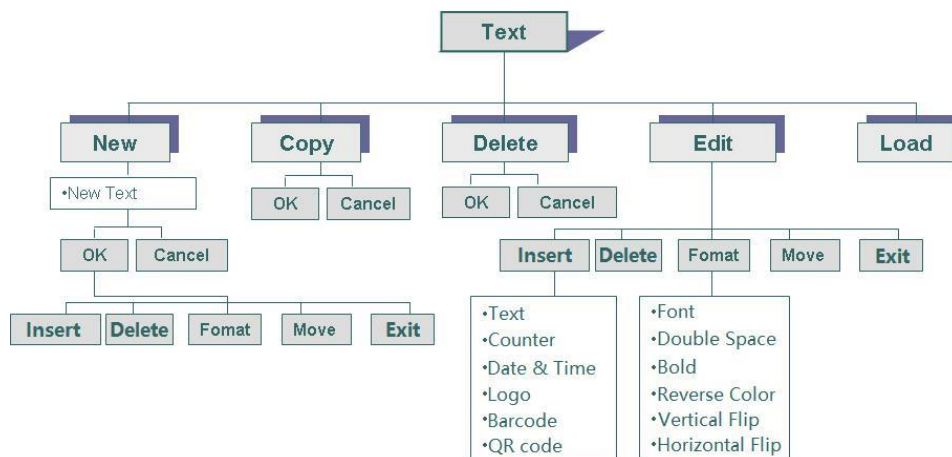 Text
New Copy Delete Edit Load
•New Text
OK Cancel OK Cancel
OK Cancel
Insert Delete Fomat Move Exit
Insert Delete Fomat Move Exit
•Text
•Counter
•Date & Time
•Logo
•Barcode
•QR code
•Font
•Double Space
•Bold
•Reverse Color
•Vertical Flip
•Horizontal Flip